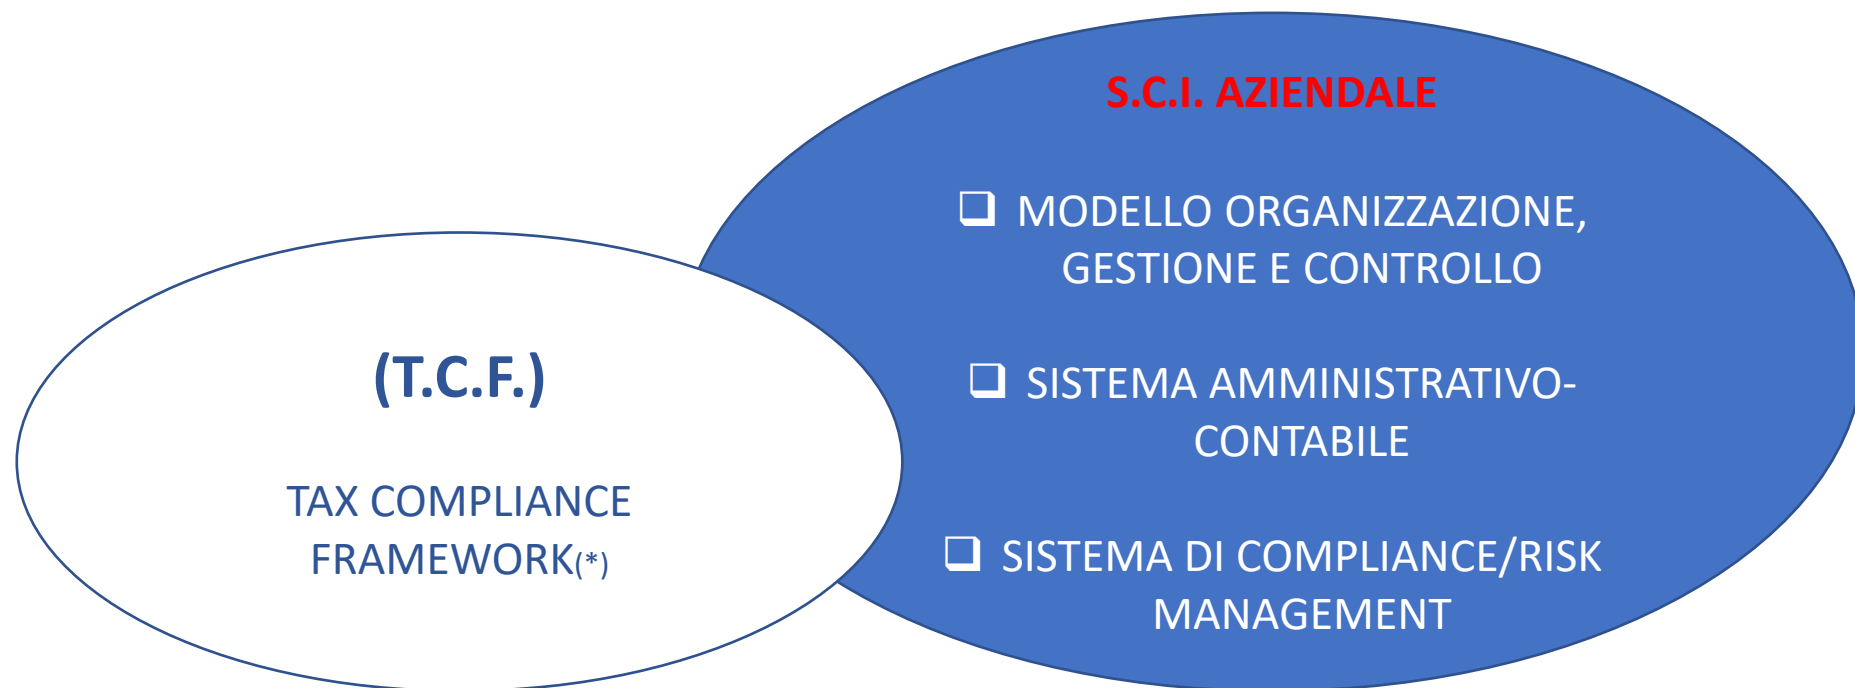 S.C.I. AZIENDALE
❑ MODELLO ORGANIZZAZIONE,
GESTIONE E CONTROLLO
❑ SISTEMA AMMINISTRATIVO-
CONTABILE
❑ SISTEMA DI COMPLIANCE/RISK
MANAGEMENT
(T.C.F.)
TAX COMPLIANCE
FRAMEWORK(*)